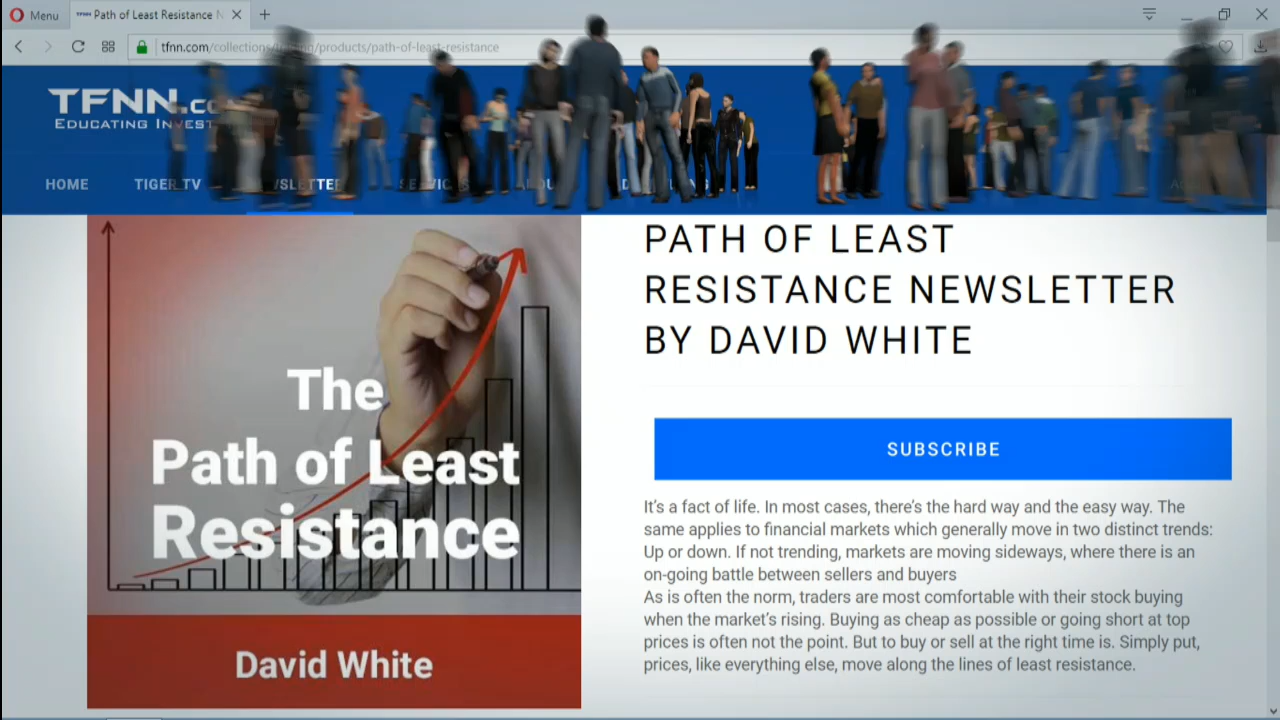 Menu
Path of Least Resistance N
tfnn.com/collections/ /products/path-of-least-resistance
TFNN.co
EDUCATING INVEST
HOME
TIGER TV
The
Path of Least
Resistance
David White
PATH OF LEAST
RESISTANCE NEWSLETTER
BY DAVID WHITE
SUBSCRIBE
It's a fact of life. In most cases, there's the hard way and the easy way. The
same applies to financial markets which generally move in two distinct trends:
Up or down. If not trending, markets are moving sideways, where there is an
on-going battle between sellers and buyers
As is often the norm, traders are most comfortable with their stock buying
when the market's rising. Buying as cheap as possible or going short at top
prices is often not the point. But to buy or sell at the right time is. Simply put,
prices, like everything else, move along the lines of least resistance.